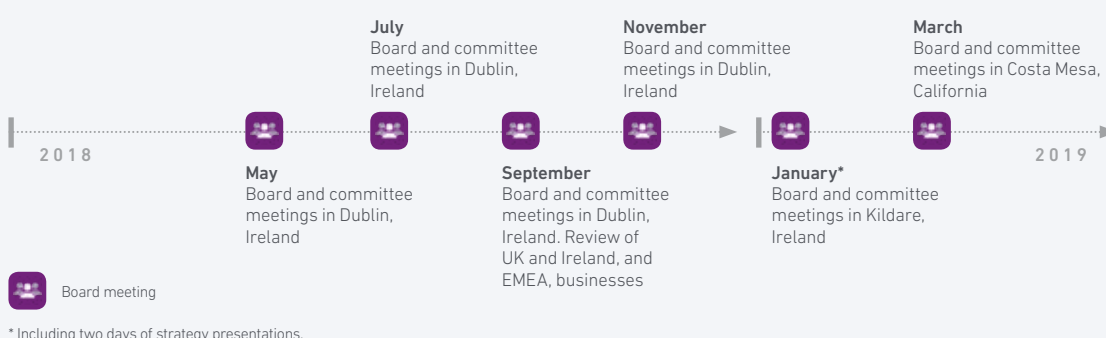 July
Board and committee
meetings in Dublin,
Ireland
November
Board and committee
meetings in Dublin,
Ireland
March
Board and committee
meetings in Costa Mesa,
California
2018
2019
May
Board and committee
meetings in Dublin,
Ireland
September
Board and committee
meetings in Dublin,
Ireland. Review of
UK and Ireland, and
EMEA, businesses
January*
Board and committee
meetings in Kildare,
Ireland
Board meeting
* Including two days of strategy presentations.